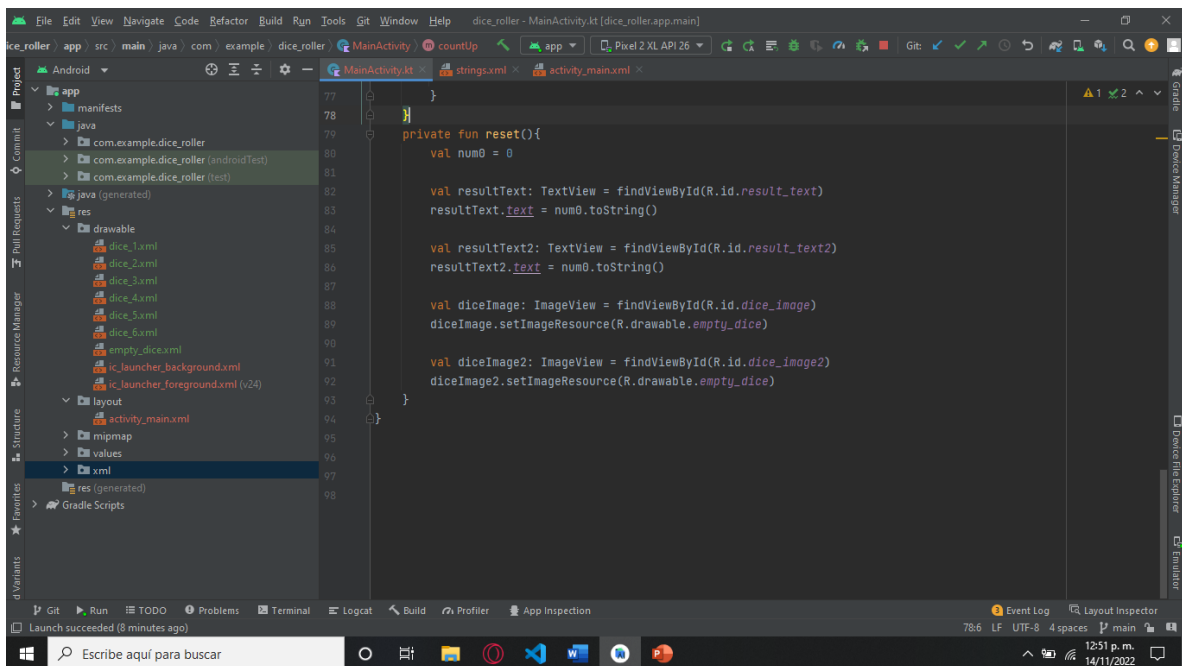 File Edit View Navigate Code Refactor Build Run Tools Git Window Help dice_roller - MainActivity.kt [dice_roller.app.main]
ice_roller app src main java com example dice_roller MainActivity countUp app Pixel 2 XL API 26 Git:
Project Android MainActivity.kt strings.xml activity_main.xml Gradle
app
manifests
java
com.example.dice_roller
com.example.dice_roller (androidTest)
com.example.dice_roller (test)
java (generated)
res
drawable
dice_1.xml
dice_2.xml
dice_3.xml
dice_4.xml
dice_5.xml
dice_6.xml
empty_dice.xml
ic_launcher_background.xml
ic_launcher_foreground.xml (v24)
layout
activity_main.xml
mipmap
values
xml
res (generated)
Gradle Scripts
Commit
Pull Requests
Resource Manager
Structure
Favorites
d Variants
1 2
77 }
78 }
79 private fun reset(){
80 val num0 = 0
81
82 val resultText: TextView = findViewById(R.id.result_text)
83 resultText.text = num0.toString()
84
85 val resultText2: TextView = findViewById(R.id.result_text2)
86 resultText2.text = num0.toString()
87
88 val diceImage: ImageView = findViewById(R.id.dice_image)
89 diceImage.setImageResource(R.drawable.empty_dice)
90
91 val diceImage2: ImageView = findViewById(R.id.dice_image2)
92 diceImage2.setImageResource(R.drawable.empty_dice)
93 }
94 }
95
96
97
98
Device Manager
Device File Explorer
Emulator
Git Run TODO Problems Terminal Logcat Build Profiler App Inspection 3 Event Log Layout Inspector
Launch succeeded (8 minutes ago) 78:6 LF UTF-8 4 spaces main
Escribe aquí para buscar 12:51 p. m.
14/11/2022